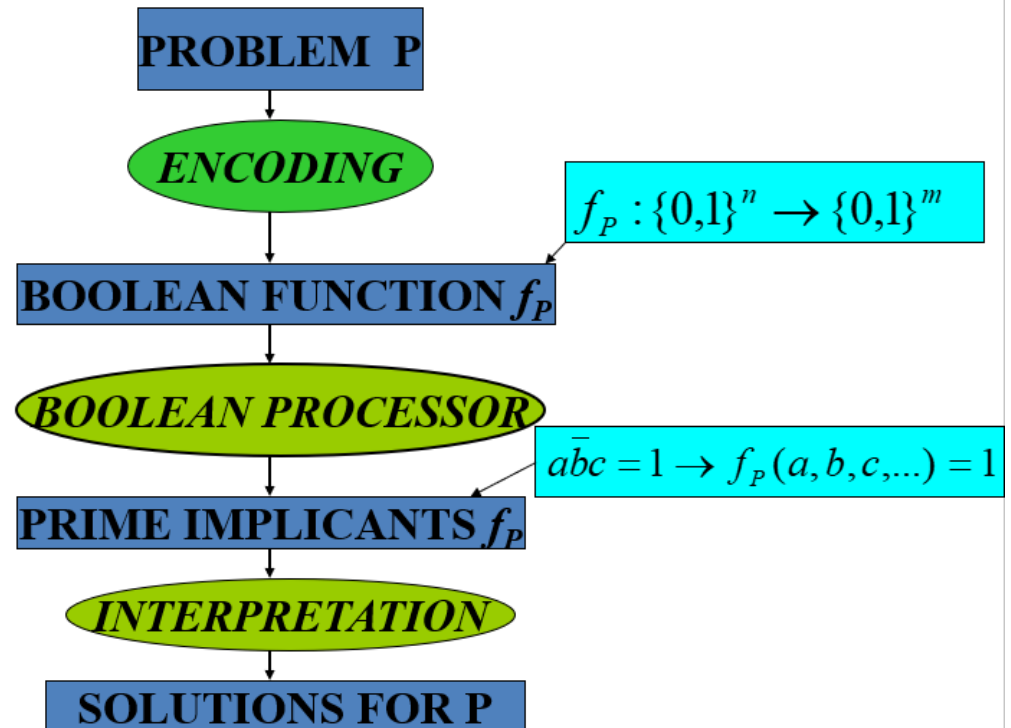 PROBLEM P
ENCODING
f_P : {0,1}^n → {0,1}^m
BOOLEAN FUNCTION f_P
BOOLEAN PROCESSOR
ab̄c = 1 → f_P(a,b,c,...) = 1
PRIME IMPLICANTS f_P
INTERPRETATION
SOLUTIONS FOR P